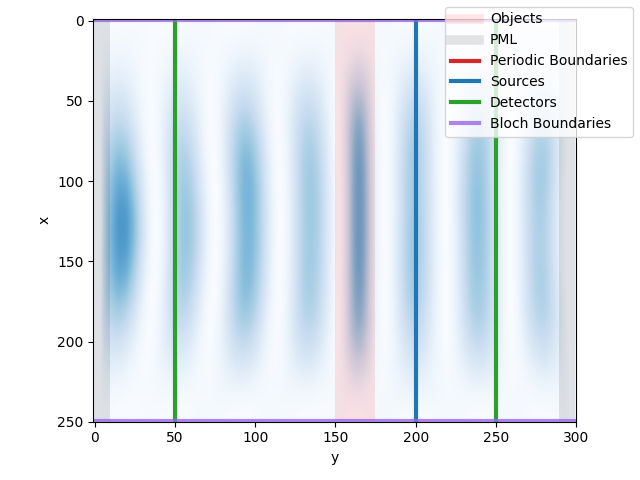 Objects
PML
Periodic Boundaries
Sources
Detectors
Bloch Boundaries
0
50
100
150
200
250
x
0 50 100 150 200 250 300
y